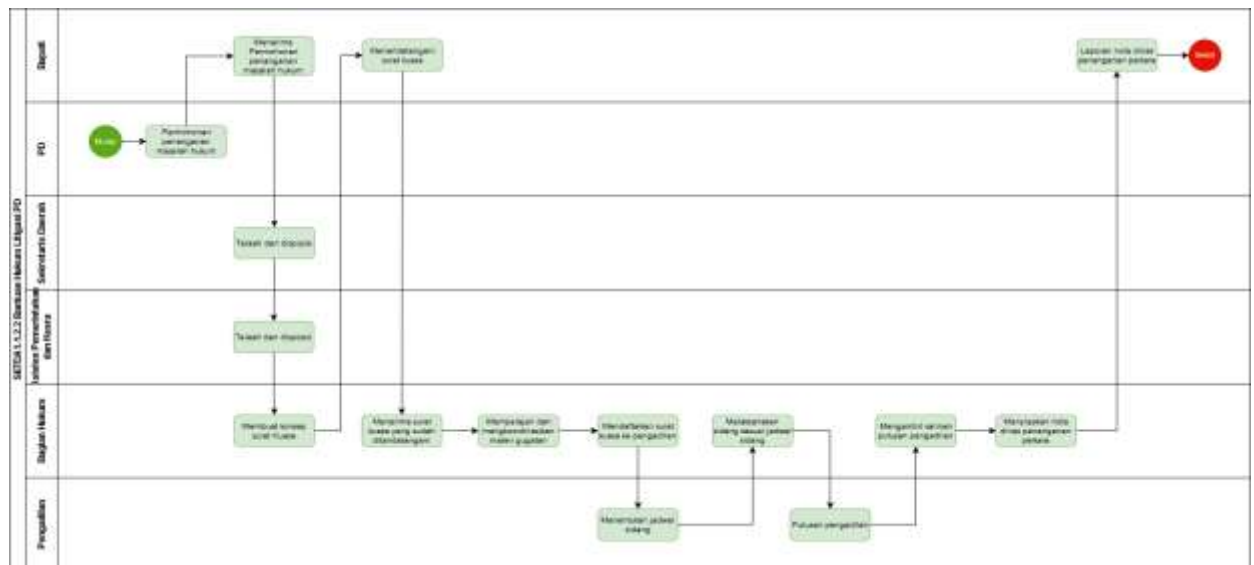 SETDA 1.1.2.2 Bantuan Hukum Litigasi PD
Bupati
Menerima
Permohonan
penanganan
masalah hukum
Menandatangani
surat kuasa
Laporan nota dinas
penanganan perkara
PD
Mulai
Permohonan
penanganan
masalah hukum
Sekretaris Daerah
Telaah dan disposisi
Asisten Pemerintahan
dan Kesra
Telaah dan disposisi
Bagian Hukum
Membuat konsep
surat Kuasa
Menerima surat
kuasa yang sudah
ditandatangani
Mempelajari dan
mengkoordinasikan
materi gugatan
Mendaftarkan surat
kuasa ke pengadilan
Melaksanakan
sidang sesuai jadwal
sidang
Mengambil salinan
putusan pengadilan
Menyiapkan nota
dinas penanganan
perkara
Pengadilan
Menentukan jadwal
sidang
Putusan pengadilan